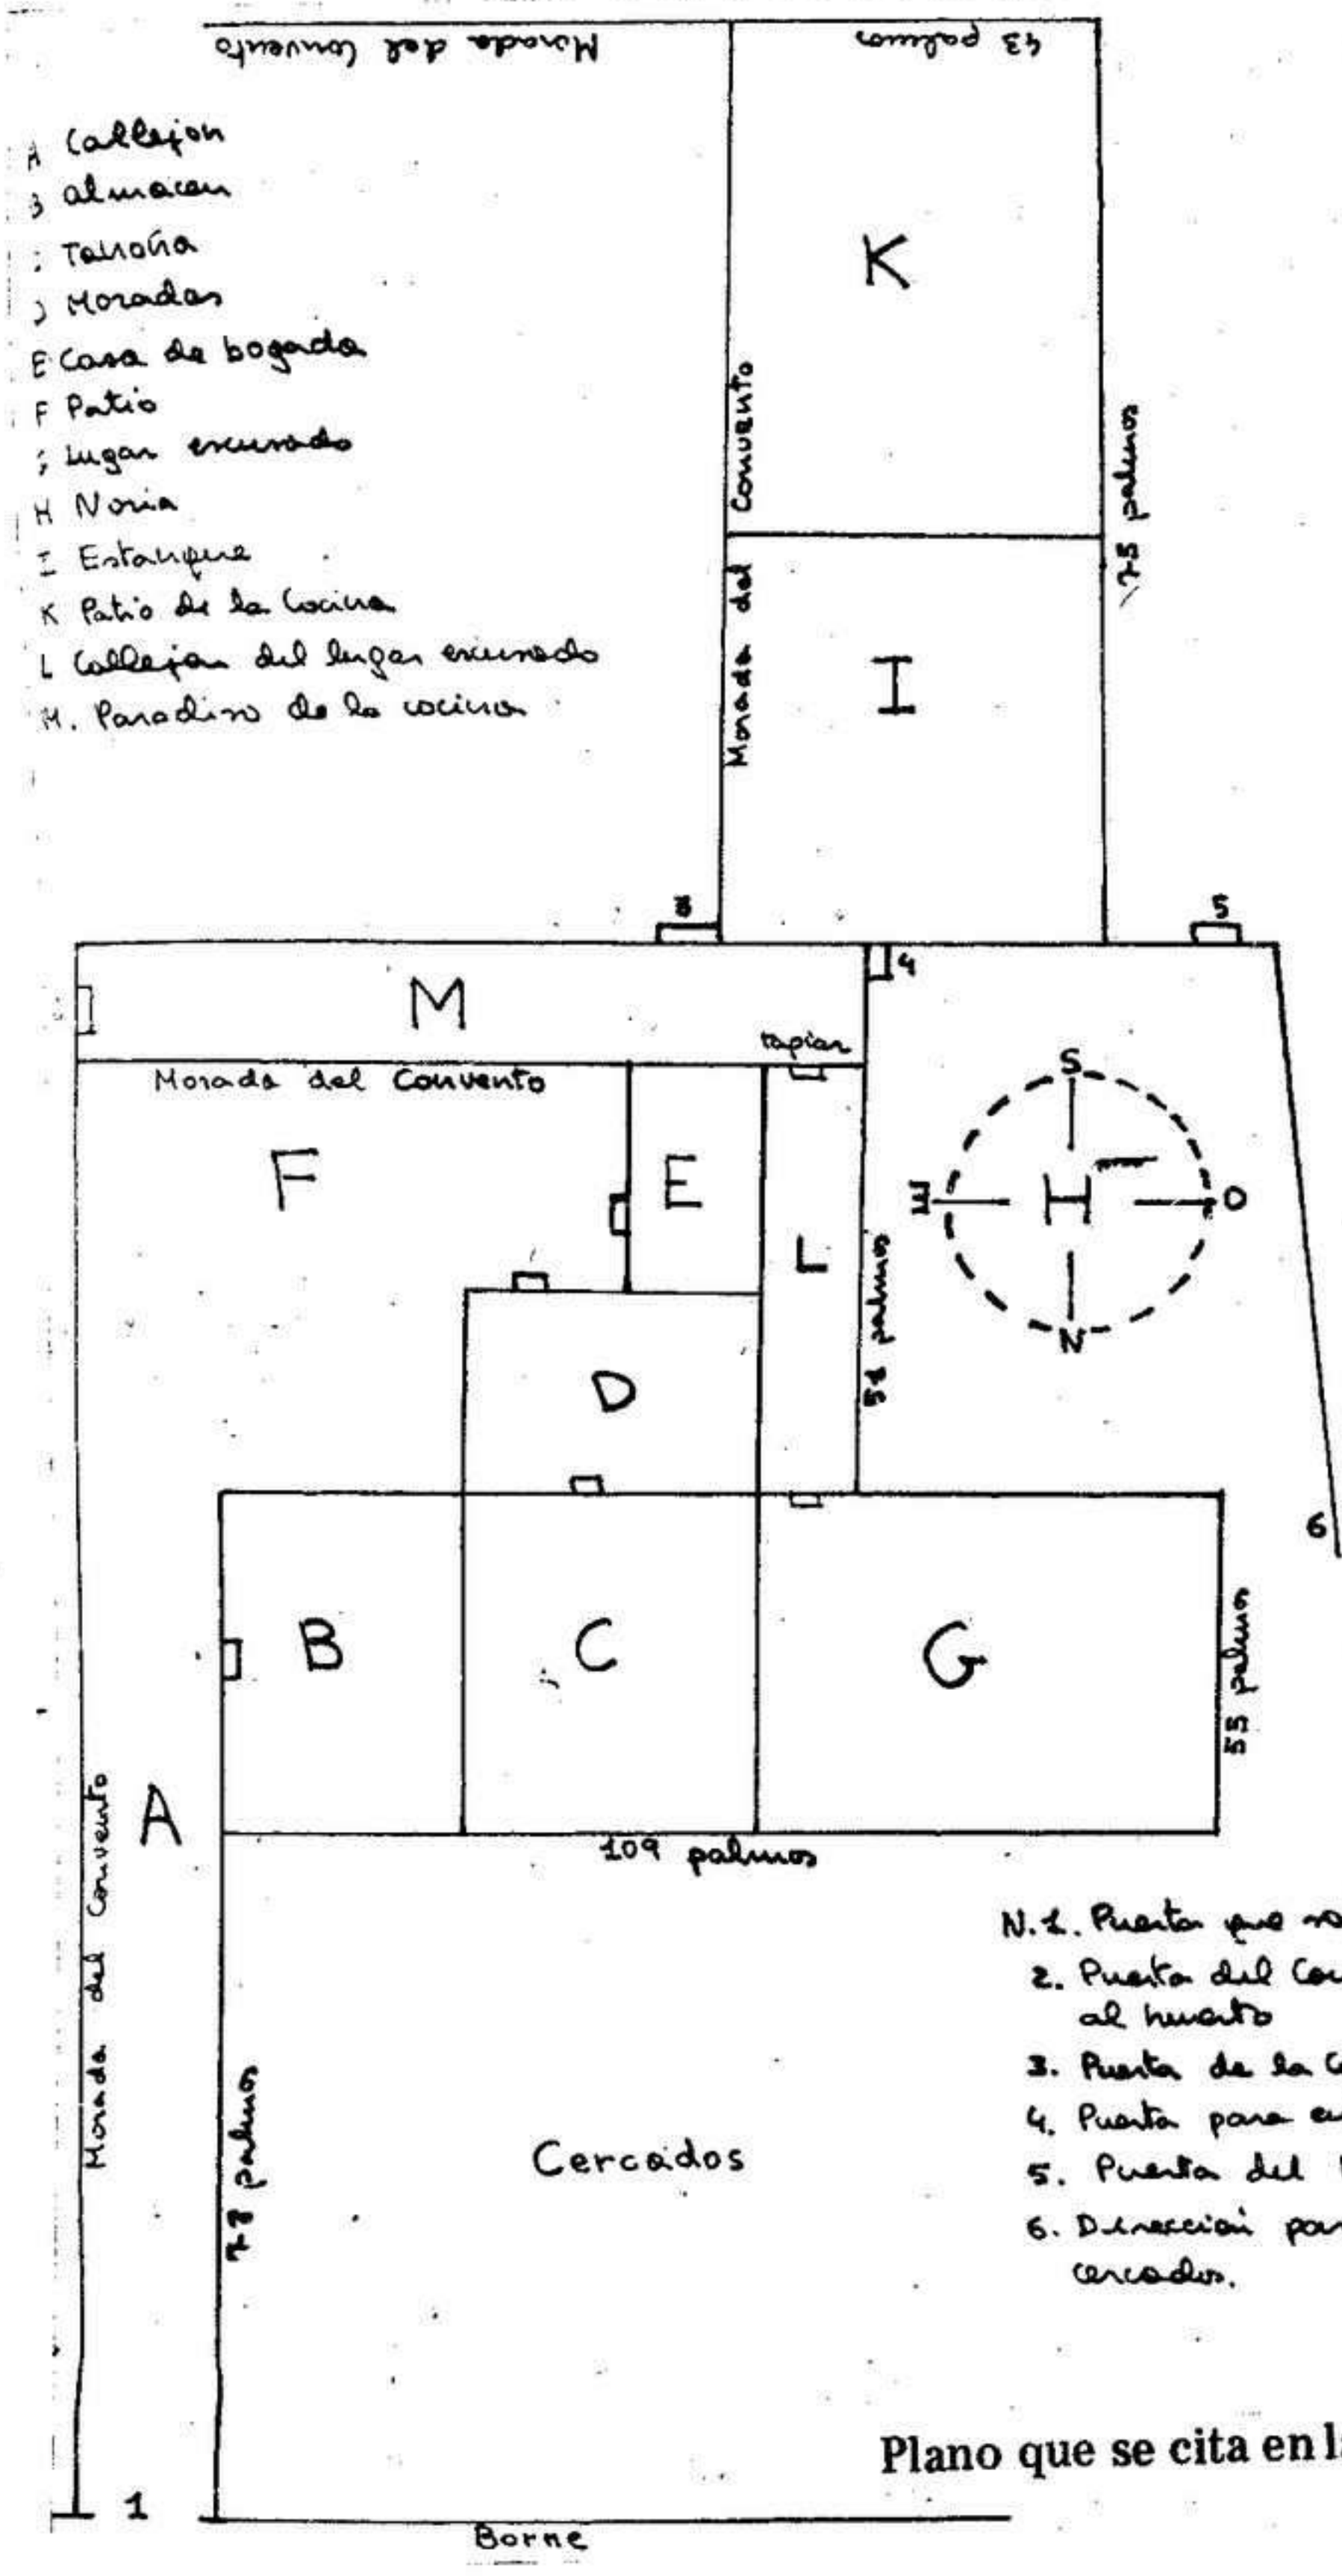 Morada del Convento
43 palmos
A Callejon
B almacen
Tahona
Moradas
E Casa de bogada
F Patio
Lugar excusado
H Noria
I Estanque
K Patio de la Cocina
L Callejon del lugar excusado
M. Paradiso de la cocina
K
Morada del Convento
75 palmos
I
5
4
M
tapiar
Morada del Convento
F
E
L
58 palmos
S
E H O
N
D
6
B
C
G
55 palmos
A
109 palmos
Morada del Convento
78 palmos
Cercados
N.1. Puerta que
2. Puerta del
al huerto
3. Puerta de la
4. Puerta para
5. Puerta del
6. Direccion
cercados.
Plano que se cita en
1
Borne